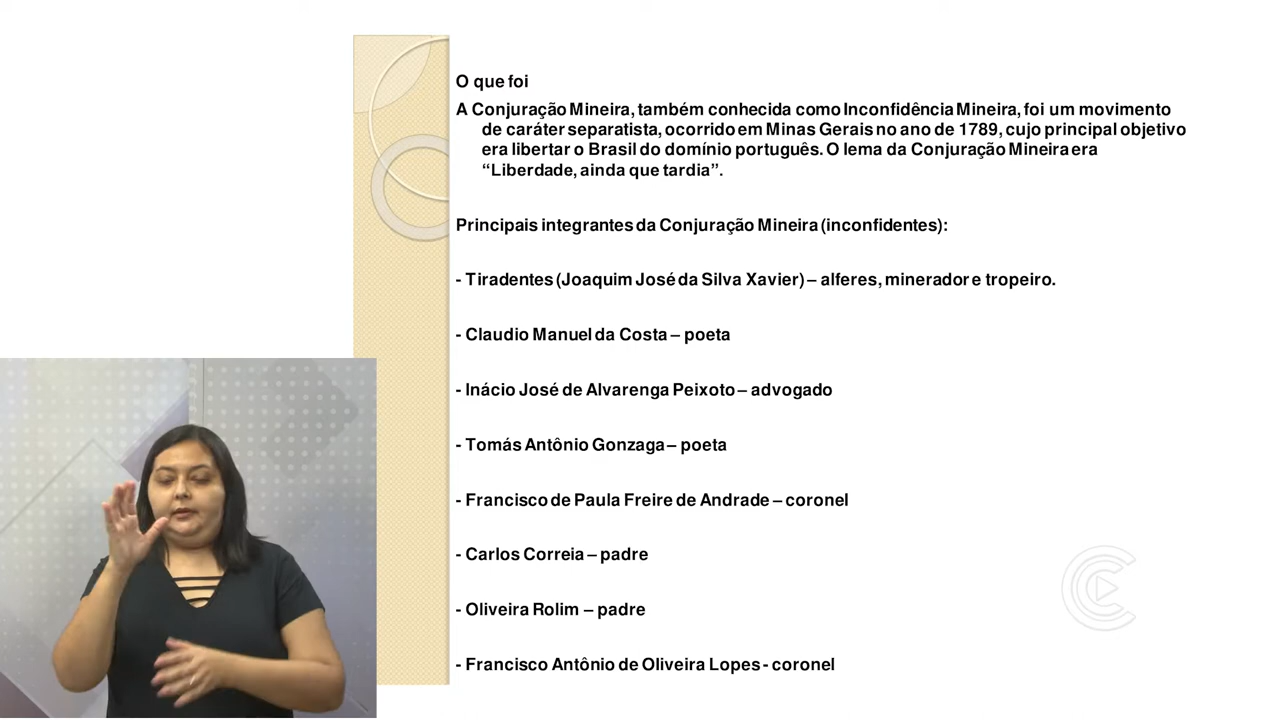 O que foi
A Conjuração Mineira, também conhecida como Inconfidência Mineira, foi um movimento
de caráter separatista, ocorrido em Minas Gerais no ano de 1789, cujo principal objetivo
era libertar o Brasil do domínio português. O lema da Conjuração Mineira era
“Liberdade, ainda que tardia”.
Principais integrantes da Conjuração Mineira (inconfidentes):
- Tiradentes (Joaquim José da Silva Xavier) – alferes, minerador e tropeiro.
- Claudio Manuel da Costa – poeta
- Inácio José de Alvarenga Peixoto – advogado
- Tomás Antônio Gonzaga – poeta
- Francisco de Paula Freire de Andrade – coronel
- Carlos Correia – padre
- Oliveira Rolim – padre
- Francisco Antônio de Oliveira Lopes - coronel